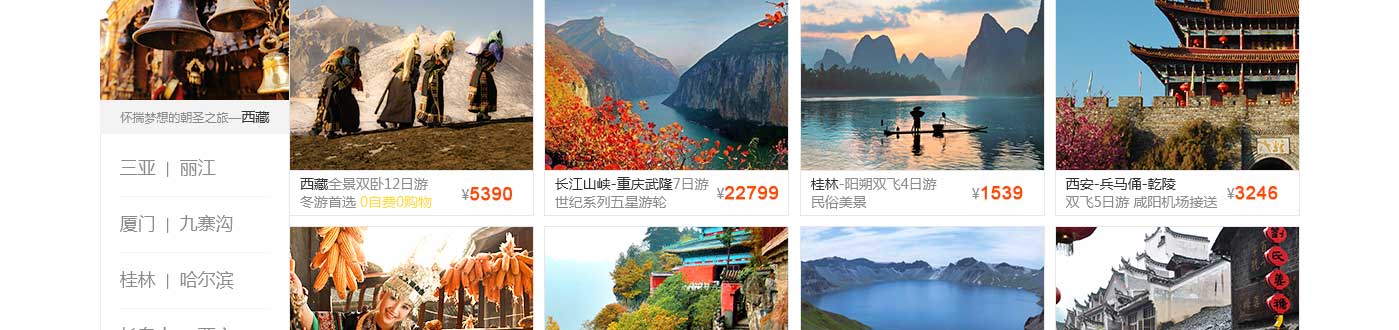 怀揣梦想的朝圣之旅—西藏
三亚 | 丽江
厦门 | 九寨沟
桂林 | 哈尔滨
西藏全景双卧12日游
冬游首选 0自费0购物
¥5390
长江山峡-重庆武隆7日游
世纪系列五星游轮
¥22799
桂林-阳朔双飞4日游
民俗美景
¥1539
西安-兵马俑-乾陵
双飞5日游 咸阳机场接送
¥3246